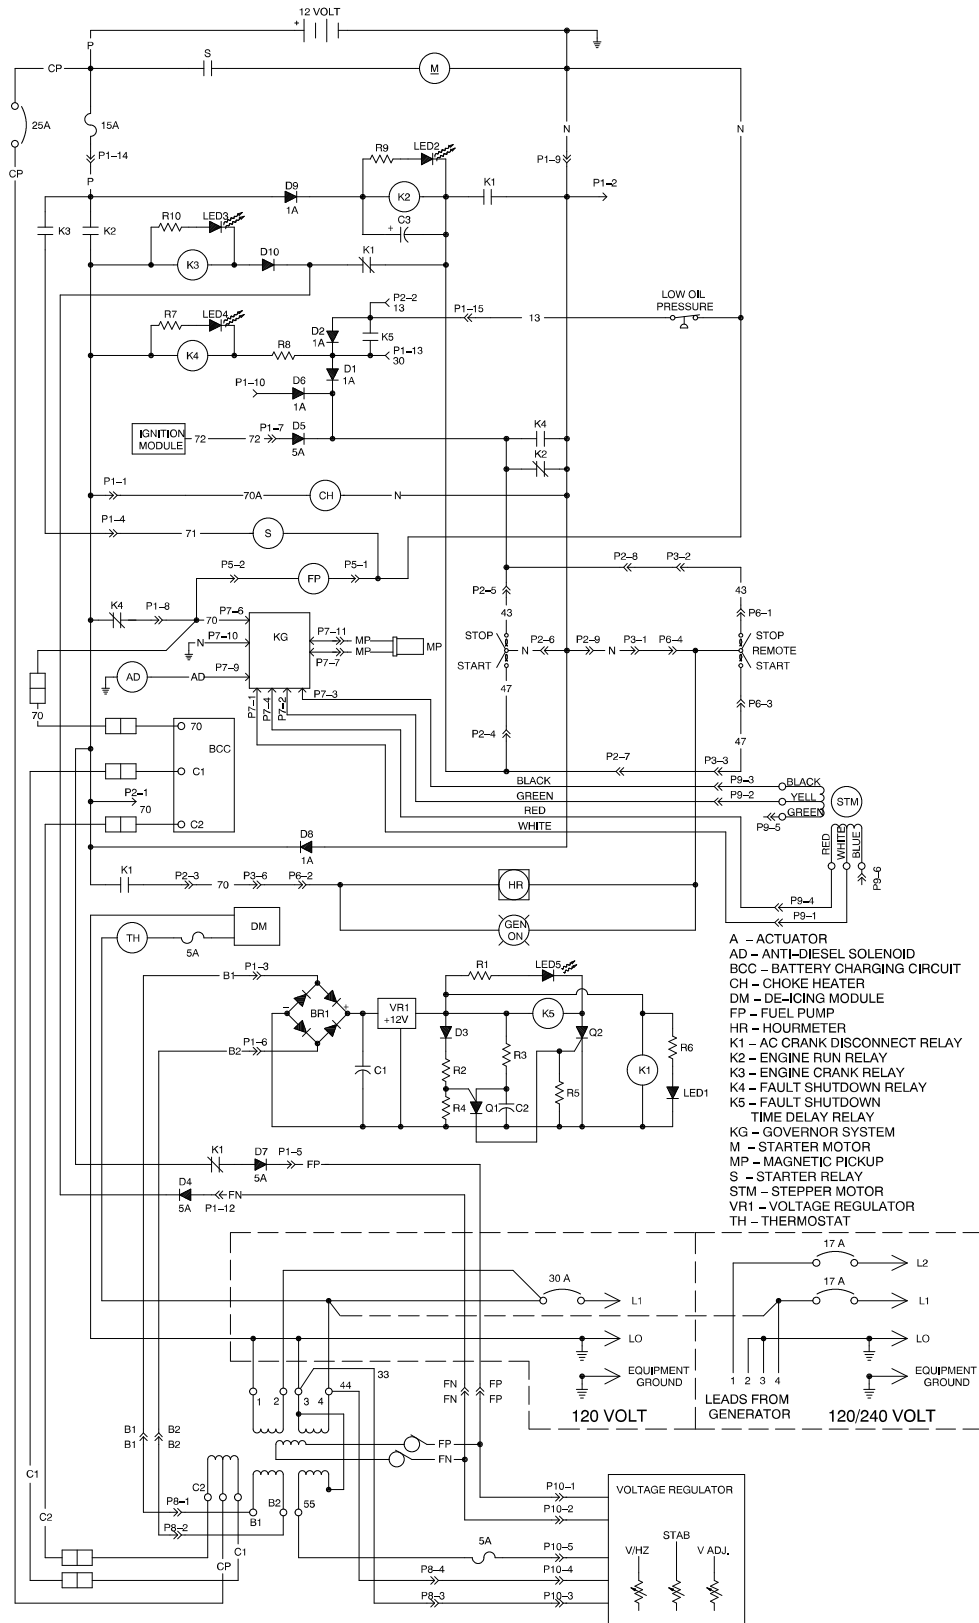 12 VOLT
+
P
CP
S
M
25A
15A
N
N
P1–14
CP
P
R9
LED2
P1–9
D9
1A
K2
K1
P1–2
R10
LED3
+
C3
K3
K2
K3
D10
K1
P2–2
13
P1–15
13
LOW OIL
PRESSURE
R7
LED4
D2
1A
K5
K4
R8
P1–13
30
D1
1A
P1–10
D6
1A
IGNITION
MODULE
72
72
P1–7
D5
5A
K4
K2
P1–1
70A
CH
N
P1–4
71
S
P5–2
FP
P5–1
P2–8
P3–2
P2–5
43
43
K4
P1–8
70
P7–6
P6–1
KG
P7–11
MP
STOP
START
N
P2–6
P2–9
N
P3–1
P6–4
STOP
REMOTE
START
N
P7–10
P7–7
MP
MP
AD
AD
P7–9
P7–1
P7–4
P7–2
P7–3
47
P6–3
70
P2–4
47
70
BCC
P2–7
P3–3
C1
BLACK
P9–3
BLACK
P2–1
70
GREEN
P9–2
YELL
STM
RED
GREEN
P9–5
C2
WHITE
RED
WHITE
BLUE
D8
1A
P9–6
K1
P2–3
70
P3–6
P6–2
HR
P9–4
P9–1
GEN
ON
TH
5A
DM
A – ACTUATOR
AD – ANTI-DIESEL SOLENOID
BCC – BATTERY CHARGING CIRCUIT
CH – CHOKE HEATER
DM – DE-ICING MODULE
FP – FUEL PUMP
HR – HOURMETER
K1 – AC CRANK DISCONNECT RELAY
K2 – ENGINE RUN RELAY
K3 – ENGINE CRANK RELAY
K4 – FAULT SHUTDOWN RELAY
K5 – FAULT SHUTDOWN
TIME DELAY RELAY
KG – GOVERNOR SYSTEM
M – STARTER MOTOR
MP – MAGNETIC PICKUP
S – STARTER RELAY
STM – STEPPER MOTOR
VR1 – VOLTAGE REGULATOR
TH – THERMOSTAT
B1
P1–3
R1
LED5
–
BR1
+
VR1
+12V
K5
Q2
D3
R3
R6
B2
P1–6
C1
R2
K1
R4
Q1
C2
R5
LED1
K1
D7
5A
P1–5
FP
D4
5A
FN
P1–12
17 A
L2
30 A
17 A
L1
L1
LO
LO
33
EQUIPMENT
GROUND
EQUIPMENT
GROUND
1
2
3
4
44
FN
FP
FN
FP
1
2
3
4
LEADS FROM
GENERATOR
120 VOLT
120/240 VOLT
B1
B2
B1
B2
FP
FN
C1
C2
C2
P8–1
B1
B2
55
P10–1
VOLTAGE REGULATOR
P10–2
P8–2
CP
C1
5A
P10–5
STAB
V/HZ
V ADJ.
P8–4
P10–4
P8–3
P10–3